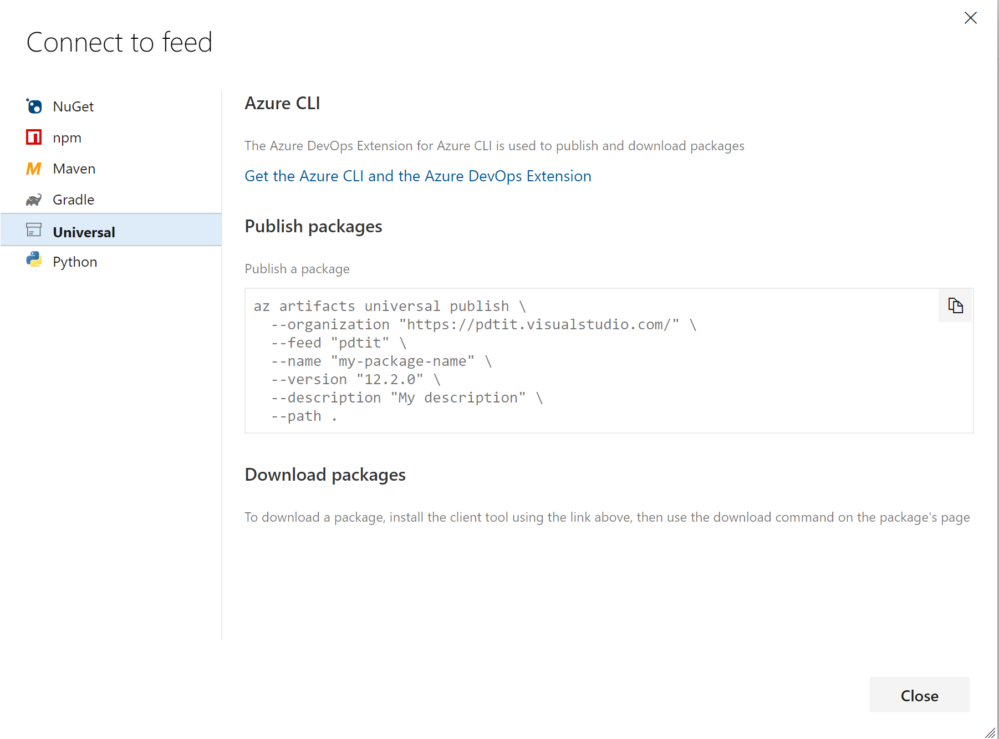 Connect to feed
NuGet
npm
Maven
Gradle
Universal
Python
Azure CLI
The Azure DevOps Extension for Azure CLI is used to publish and download packages
Get the Azure CLI and the Azure DevOps Extension
Publish packages
Publish a package
az artifacts universal publish \
  --organization "https://pdtit.visualstudio.com/" \
  --feed "pdtit" \
  --name "my-package-name" \
  --version "12.2.0" \
  --description "My description" \
  --path .
Download packages
To download a package, install the client tool using the link above, then use the download command on the package's page
Close